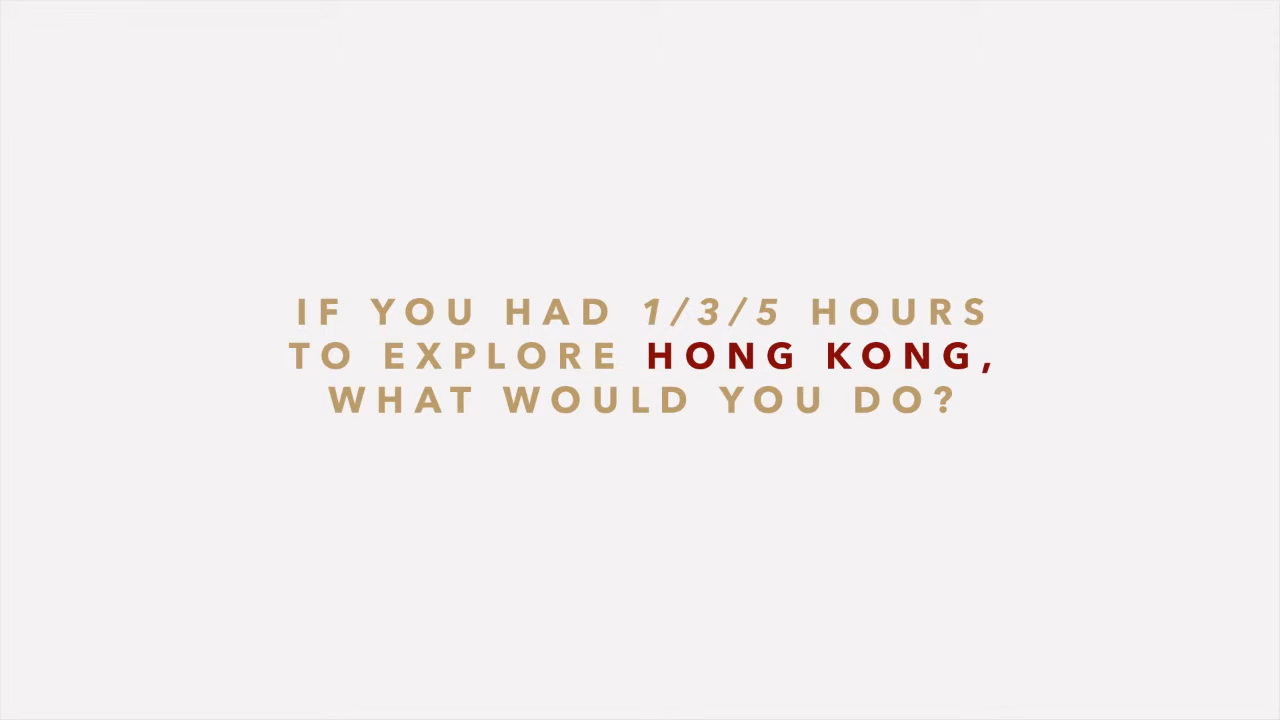 IF YOU HAD 1/3/5 HOURS
TO EXPLORE HONG KONG,
WHAT WOULD YOU DO?